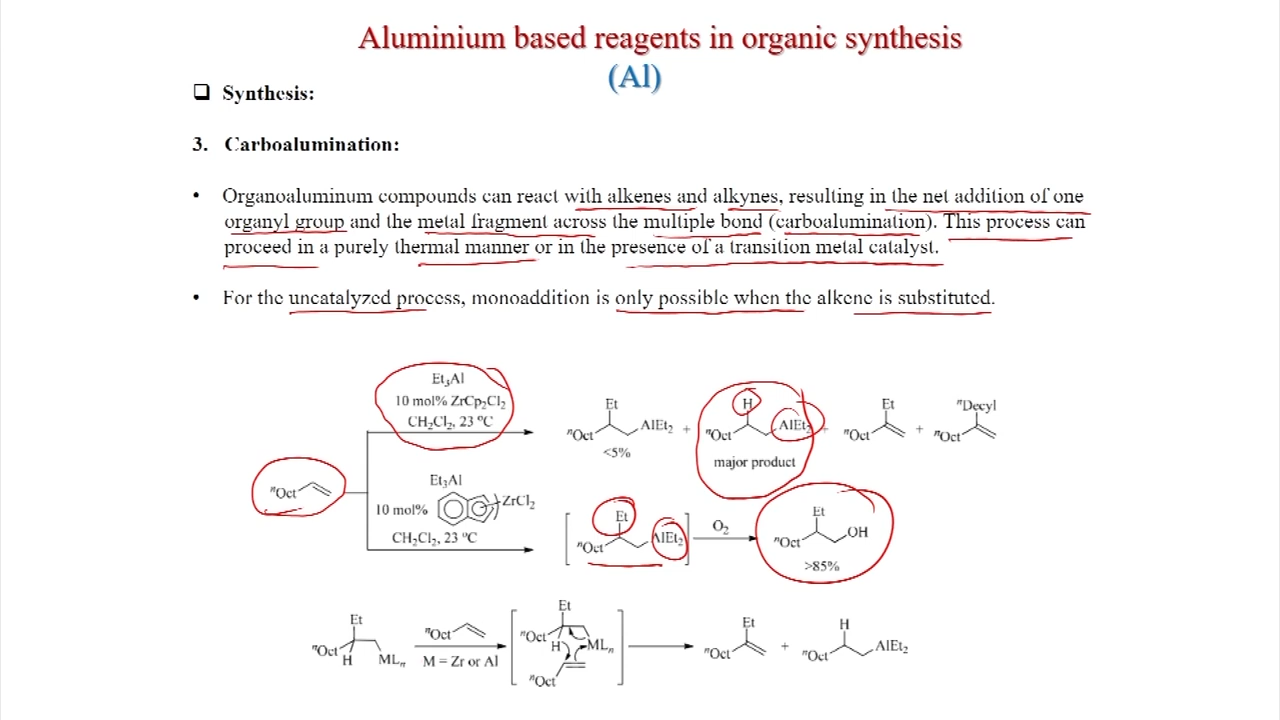 Aluminium based reagents in organic synthesis
(Al)
❑ Synthesis:
3. Carboalumination:
• Organoaluminum compounds can react with alkenes and alkynes, resulting in the net addition of one
organyl group and the metal fragment across the multiple bond (carboalumination). This process can
proceed in a purely thermal manner or in the presence of a transition metal catalyst.
• For the uncatalyzed process, monoaddition is only possible when the alkene is substituted.
Et₃Al
10 mol% ZrCp₂Cl₂
CH₂Cl₂, 23 ºC
Et
ⁿOct
AlEt₂
<5%
+
H
ⁿOct
AlEt₂
major product
+
Et
ⁿOct
+
ⁿDecyl
ⁿOct
ⁿOct
Et₃Al
10 mol%
ZrCl₂
CH₂Cl₂, 23 ºC
Et
ⁿOct
AlEt₂
O₂
Et
ⁿOct
OH
>85%
Et
ⁿOct
H
MLₙ
ⁿOct
M = Zr or Al
Et
ⁿOct
H
MLₙ
ⁿOct
Et
ⁿOct
+
H
ⁿOct
AlEt₂